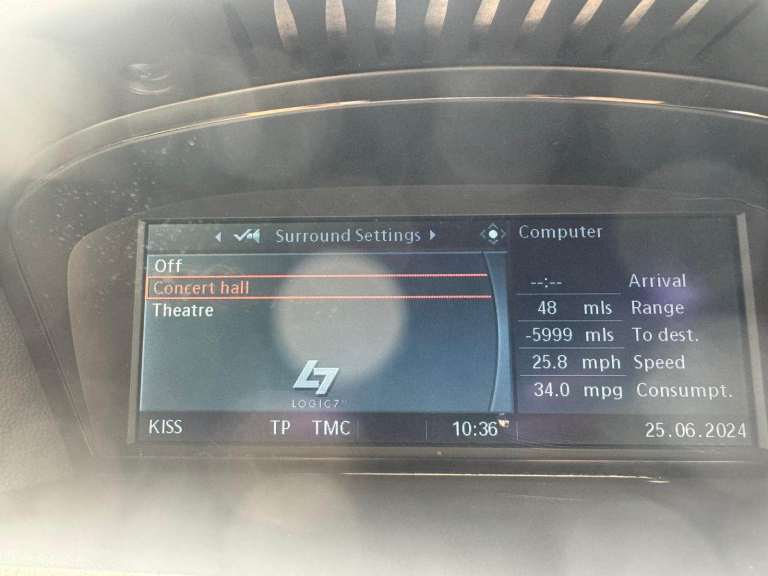 Surround Settings
Off
Concert hall
Theatre
LOGIC7
KISS TP TMC 10:36
Computer
--:-- Arrival
48 mls Range
-5999 mls To dest.
25.8 mph Speed
34.0 mpg Consumpt.
25.06.2024